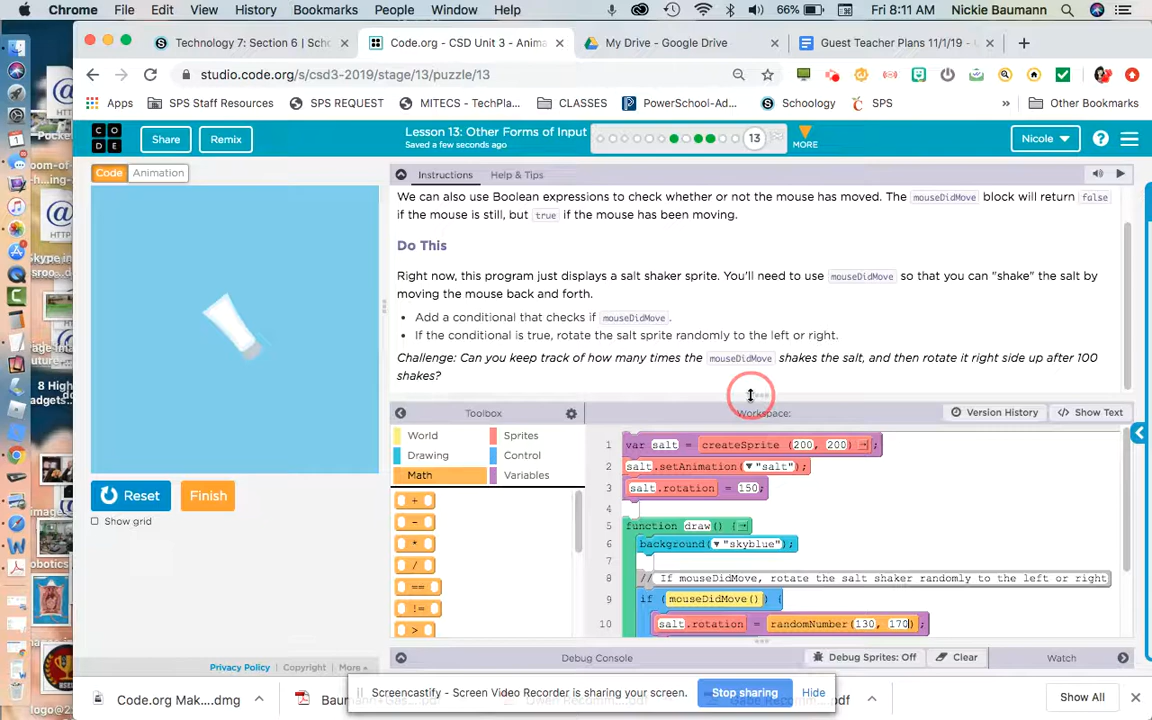 Chrome File Edit View History Bookmarks People Window Help 66% Fri 8:11 AM Nickie Baumann
Technology 7: Section 6 | Scho
Code.org - CSD Unit 3 - Anima
My Drive - Google Drive
Guest Teacher Plans 11/1/19 -
studio.code.org/s/csd3-2019/stage/13/puzzle/13
Apps SPS Staff Resources SPS REQUEST MITECS - TechPla... CLASSES PowerSchool-Ad... Schoology SPS » Other Bookmarks
CODE
Share Remix
Lesson 13: Other Forms of Input
Saved a few seconds ago
13
MORE
Nicole
Code Animation
Instructions Help & Tips
We can also use Boolean expressions to check whether or not the mouse has moved. The mouseDidMove block will return false
if the mouse is still, but true if the mouse has been moving.
Do This
Right now, this program just displays a salt shaker sprite. You'll need to use mouseDidMove so that you can "shake" the salt by
moving the mouse back and forth.
• Add a conditional that checks if mouseDidMove.
• If the conditional is true, rotate the salt sprite randomly to the left or right.
Challenge: Can you keep track of how many times the mouseDidMove shakes the salt, and then rotate it right side up after 100
shakes?
Toolbox Workspace: Version History Show Text
World Sprites
Drawing Control
Math Variables
+
-
*
/
==
!=
>
1 var salt = createSprite (200, 200) ;
2 salt.setAnimation( "salt");
3 salt.rotation = 150;
4
5 function draw() {
6 background( "skyblue");
7
8 // If mouseDidMove, rotate the salt shaker randomly to the left or right
9 if ( mouseDidMove() ) {
10 salt.rotation = randomNumber(130, 170) ;
Reset Finish
Show grid
Privacy Policy | Copyright | More
Debug Console Debug Sprites: Off Clear Watch
8 High
adgets..
Code.org Mak....dmg
Screencastify - Screen Video Recorder is sharing your screen. Stop sharing Hide
Show All